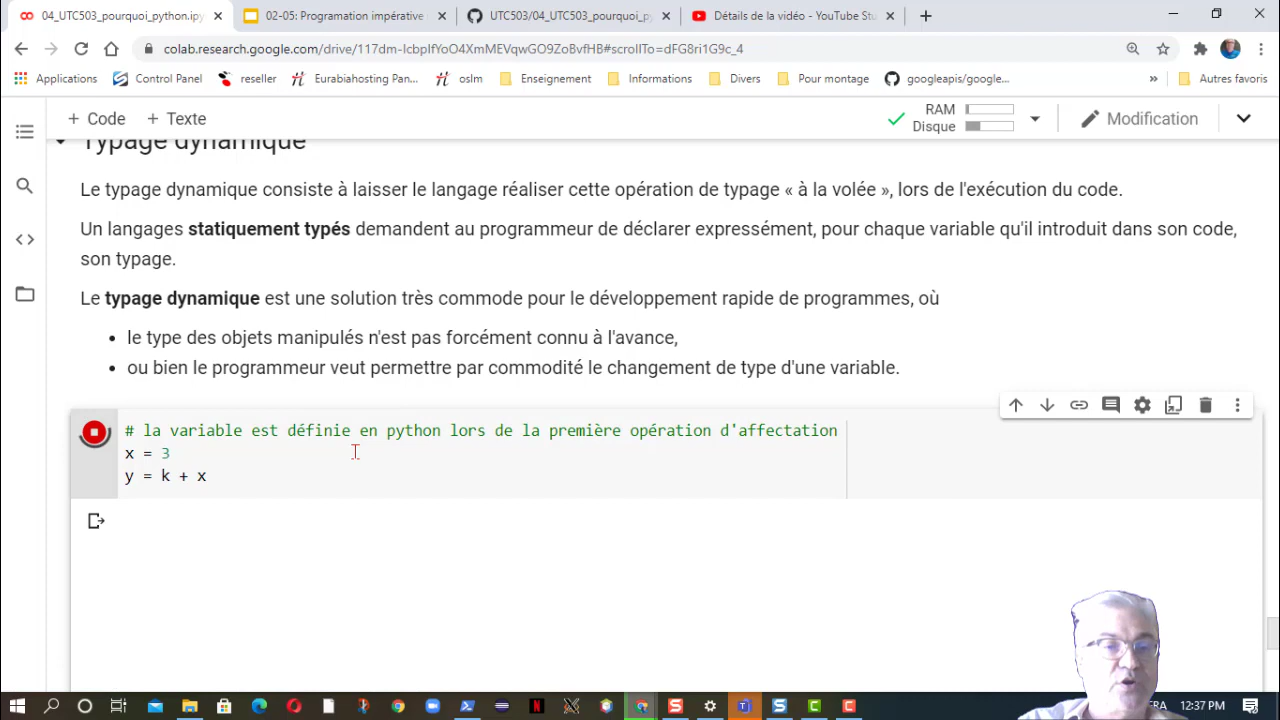 04_UTC503_pourquoi_python.ipy
02-05: Programation impérative
UTC503/04_UTC503_pourquoi_p
Détails de la vidéo - YouTube Stu
colab.research.google.com/drive/117dm-IcbpIfYoO4XmMEVqwGO9ZoBvfHB#scrollTo=dFG8ri1G9c_4
Applications
Control Panel
reseller
Eurabiahosting Pan...
oslm
Enseignement
Informations
Divers
Pour montage
googleapis/google...
»
Autres favoris
+ Code
+ Texte
RAM
Disque
Modification
Typage dynamique
Le typage dynamique consiste à laisser le langage réaliser cette opération de typage « à la volée », lors de l'exécution du code.
Un langages statiquement typés demandent au programmeur de déclarer expressément, pour chaque variable qu'il introduit dans son code,
son typage.
Le typage dynamique est une solution très commode pour le développement rapide de programmes, où
• le type des objets manipulés n'est pas forcément connu à l'avance,
• ou bien le programmeur veut permettre par commodité le changement de type d'une variable.
# la variable est définie en python lors de la première opération d'affectation
x = 3
y = k + x
FRA
12:37 PM